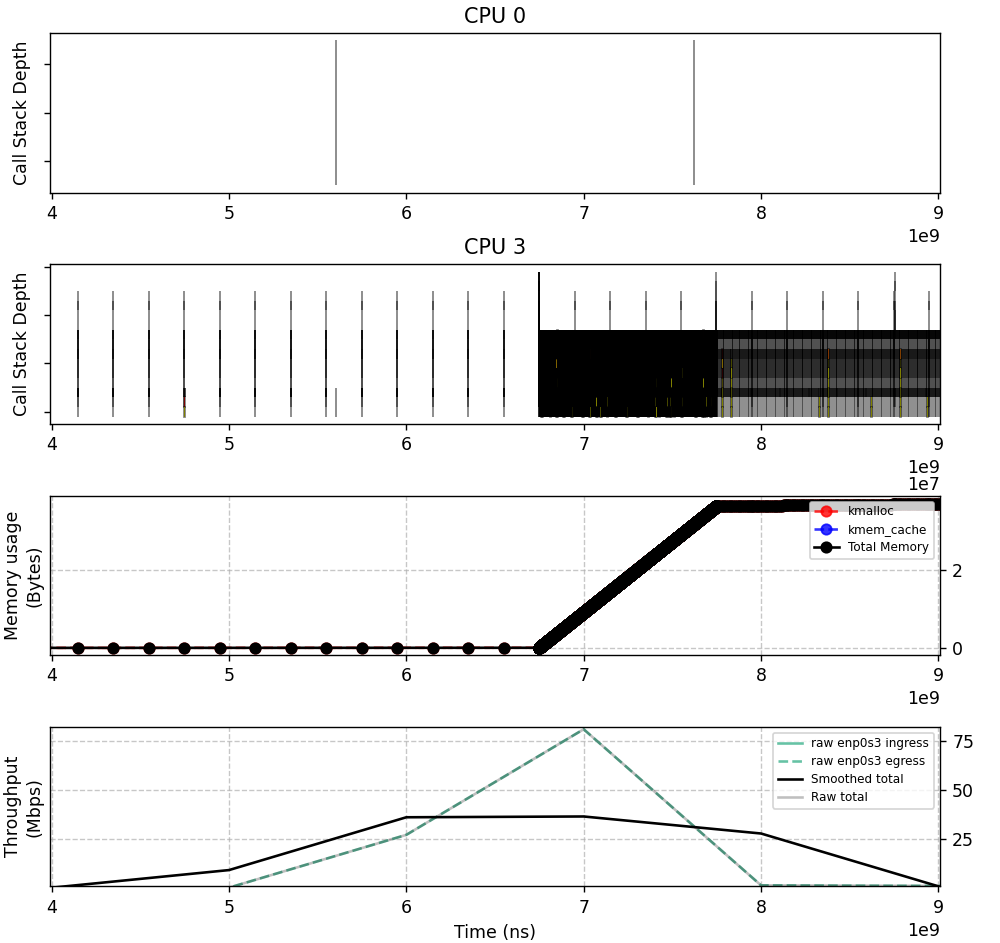 CPU 0
Call Stack Depth
4 5 6 7 8 9
1e9
CPU 3
Call Stack Depth
4 5 6 7 8 9
1e9
1e7
Memory usage
(Bytes)
kmalloc
kmem_cache
Total Memory
2
0
4 5 6 7 8 9
1e9
Throughput
(Mbps)
raw enp0s3 ingress
raw enp0s3 egress
Smoothed total
Raw total
75
50
25
4 5 6 7 8 9
Time (ns)
1e9